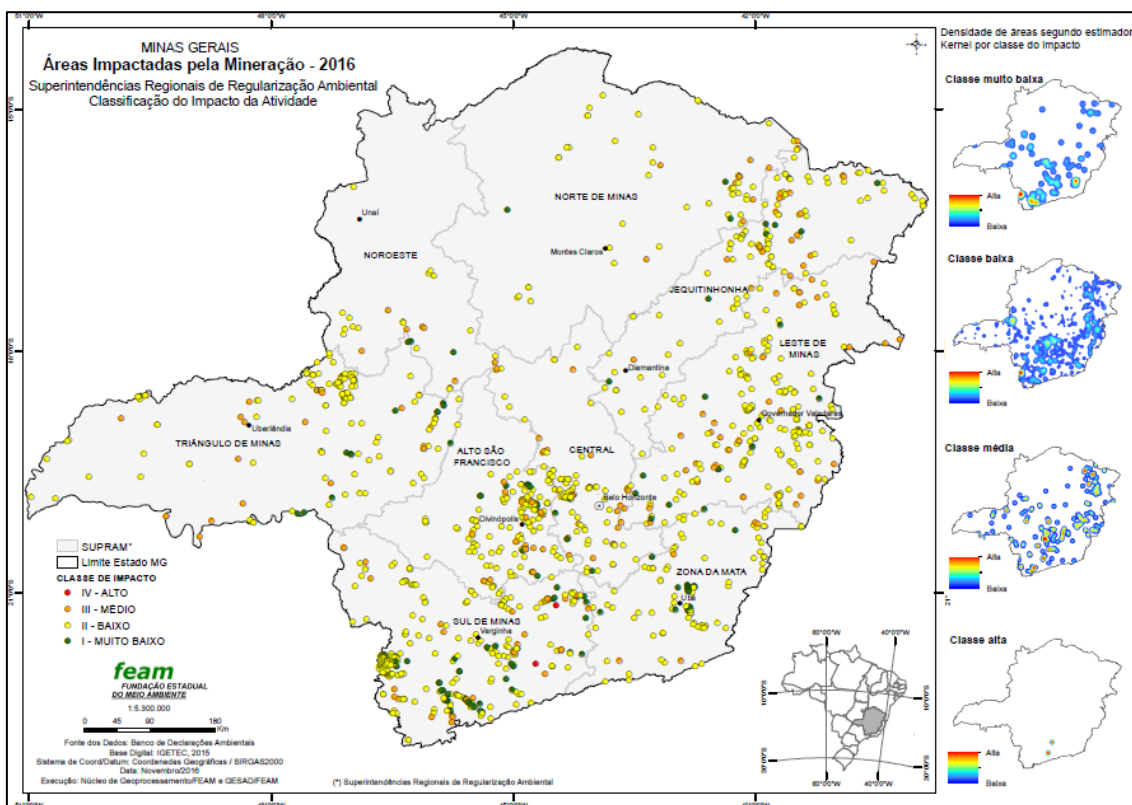 MINAS GERAIS
Áreas Impactadas pela Mineração - 2016
Superintendências Regionais de Regularização Ambiental
Classificação do Impacto da Atividade
Unaí
NOROESTE
NORTE DE MINAS
Montes Claros
JEQUITINHONHA
LESTE DE MINAS
Diamantina
Governador Valadares
Uberlândia
TRIÂNGULO DE MINAS
ALTO SÃO FRANCISCO
CENTRAL
Belo Horizonte
Divinópolis
ZONA DA MATA
Ubá
SUL DE MINAS
Varginha
SUPRAM*
Limite Estado MG
CLASSE DE IMPACTO
IV - ALTO
III - MÉDIO
II - BAIXO
I - MUITO BAIXO
feam
FUNDAÇÃO ESTADUAL
DO MEIO AMBIENTE
1:5.300.000
0 45 90 180
Km
Fonte dos Dados: Banco de Declarações Ambientais
Base Digital: IGETEC, 2015
Sistema de Coord/Datum: Coordenadas Geográficas / SIRGAS2000
Data: Novembro/2016
Execução: Núcleo de Geoprocessamento/FEAM e GESAD/FEAM
(*) Superintendências Regionais de Regularização Ambiental
Densidade de áreas segundo estimador
Kernel por classe do impacto
Classe muito baixa
Alta
Baixa
Classe baixa
Alta
Baixa
Classe média
Alta
Baixa
Classe alta
Alta
Baixa